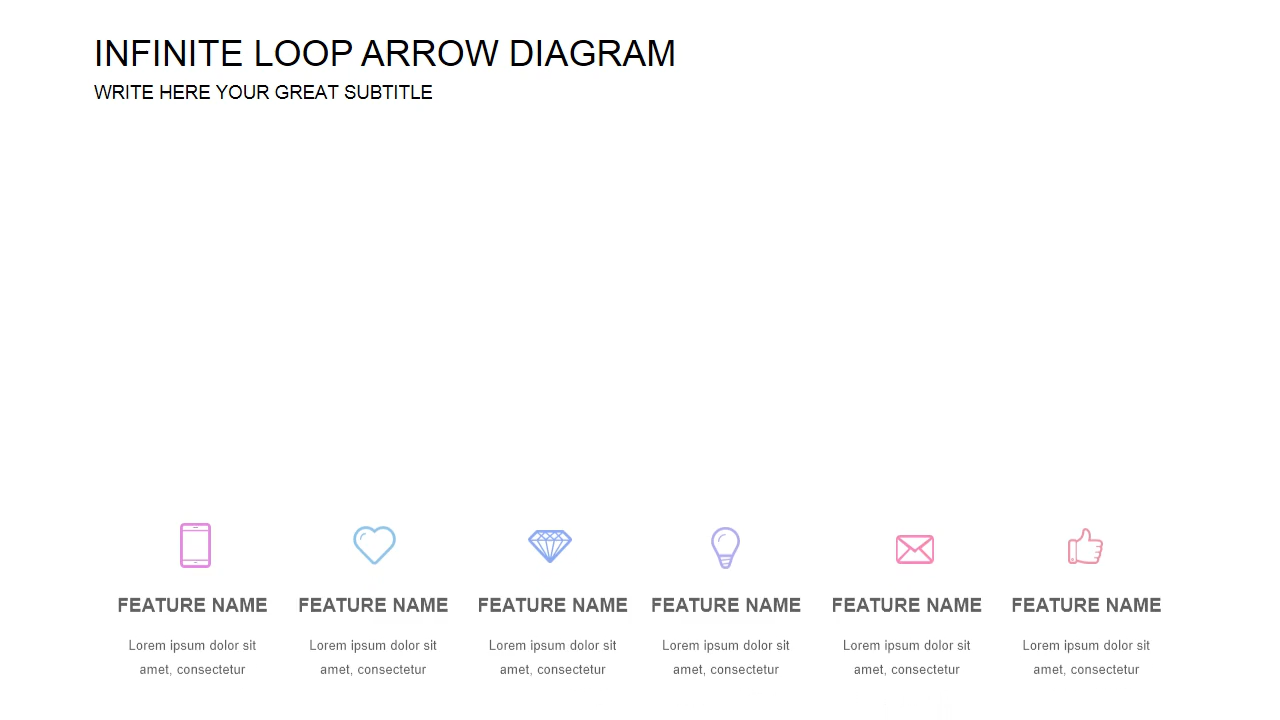 INFINITE LOOP ARROW DIAGRAM
WRITE HERE YOUR GREAT SUBTITLE
FEATURE NAME
Lorem ipsum dolor sit
amet, consectetur
FEATURE NAME
Lorem ipsum dolor sit
amet, consectetur
FEATURE NAME
Lorem ipsum dolor sit
amet, consectetur
FEATURE NAME
Lorem ipsum dolor sit
amet, consectetur
FEATURE NAME
Lorem ipsum dolor sit
amet, consectetur
FEATURE NAME
Lorem ipsum dolor sit
amet, consectetur